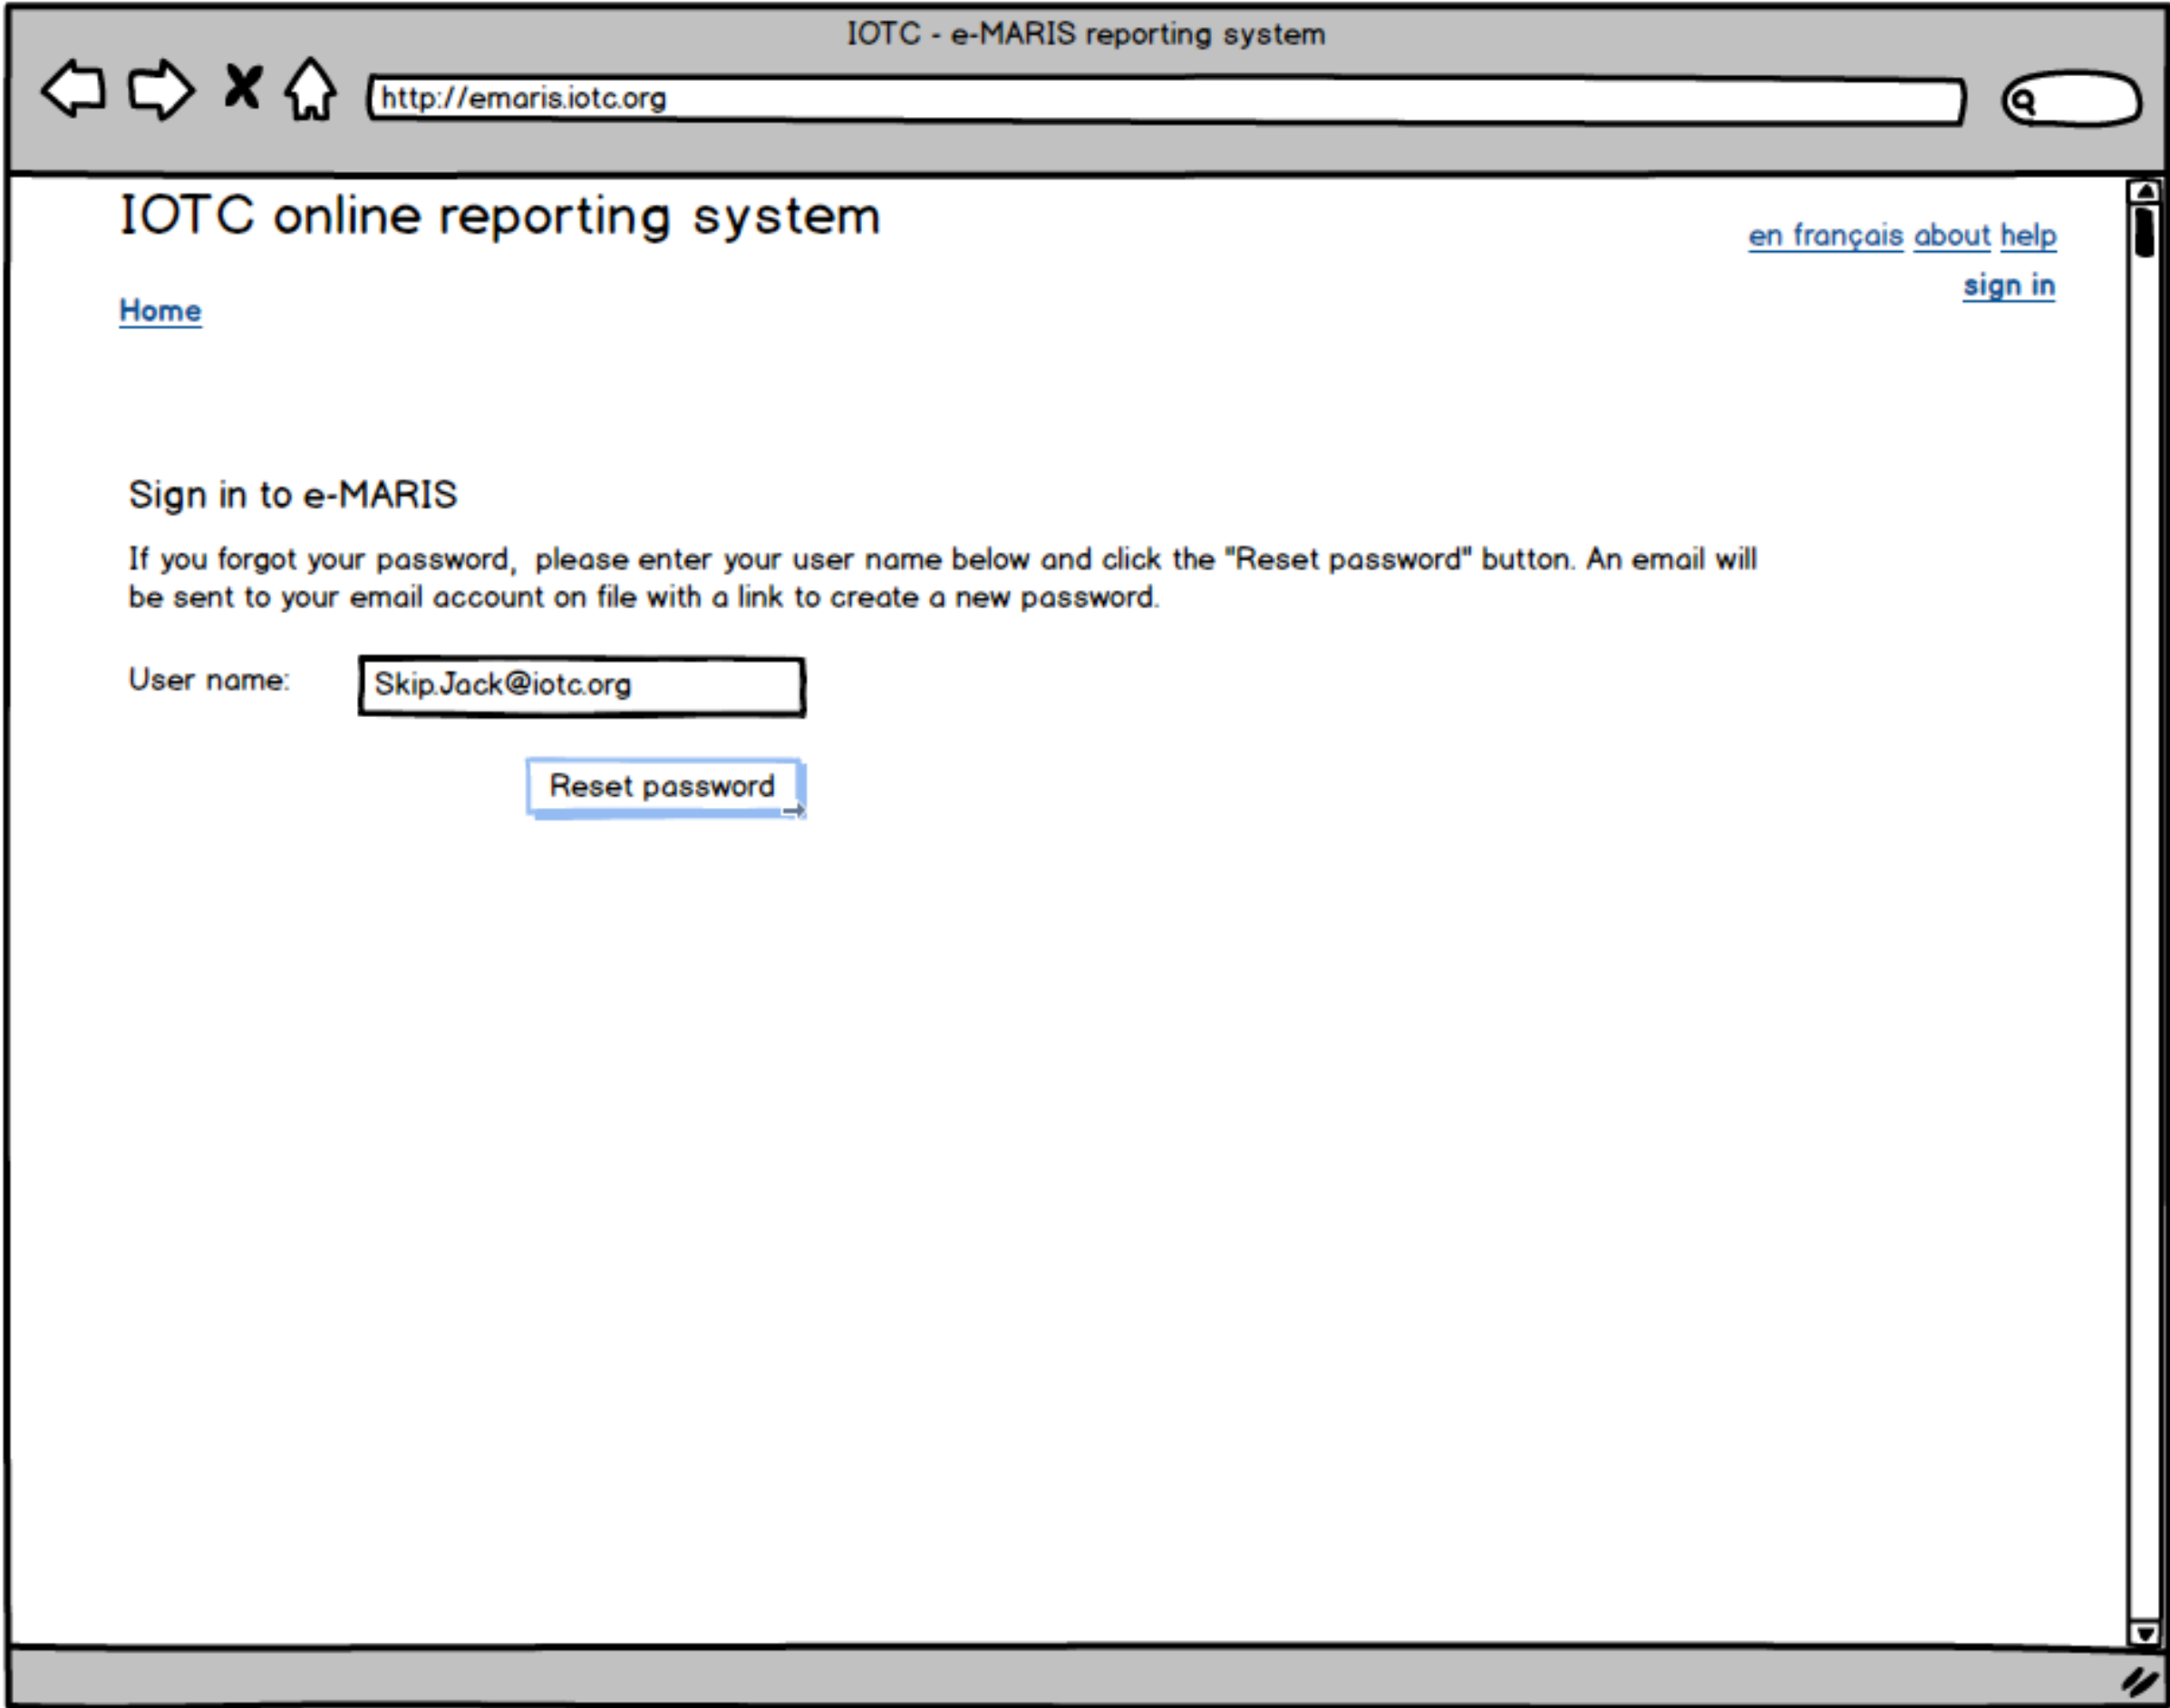 IOTC - e-MARIS reporting system
http://emaris.iotc.org
IOTC online reporting system
en français about help
sign in
Home
Sign in to e-MARIS
If you forgot your password, please enter your user name below and click the "Reset password" button. An email will
be sent to your email account on file with a link to create a new password.
User name: Skip.Jack@iotc.org
Reset password